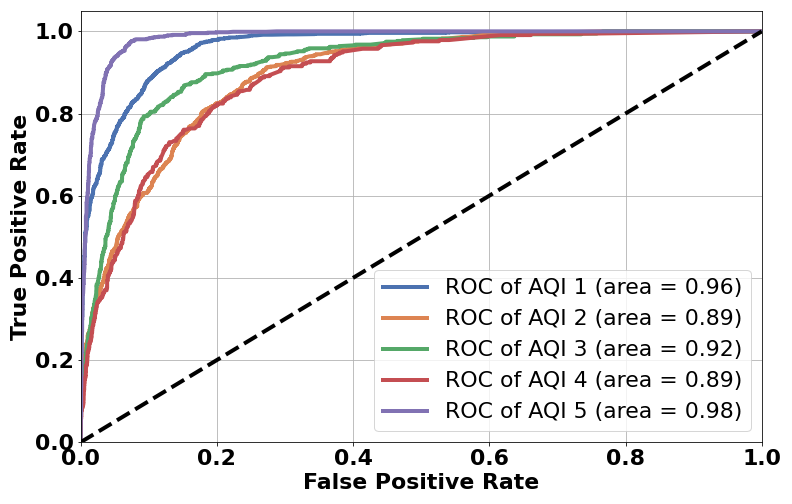 True Positive Rate
1.0
0.8
0.6
0.4
0.2
0.0
ROC of AQI 1 (area = 0.96)
ROC of AQI 2 (area = 0.89)
ROC of AQI 3 (area = 0.92)
ROC of AQI 4 (area = 0.89)
ROC of AQI 5 (area = 0.98)
0.0 0.2 0.4 0.6 0.8 1.0
False Positive Rate